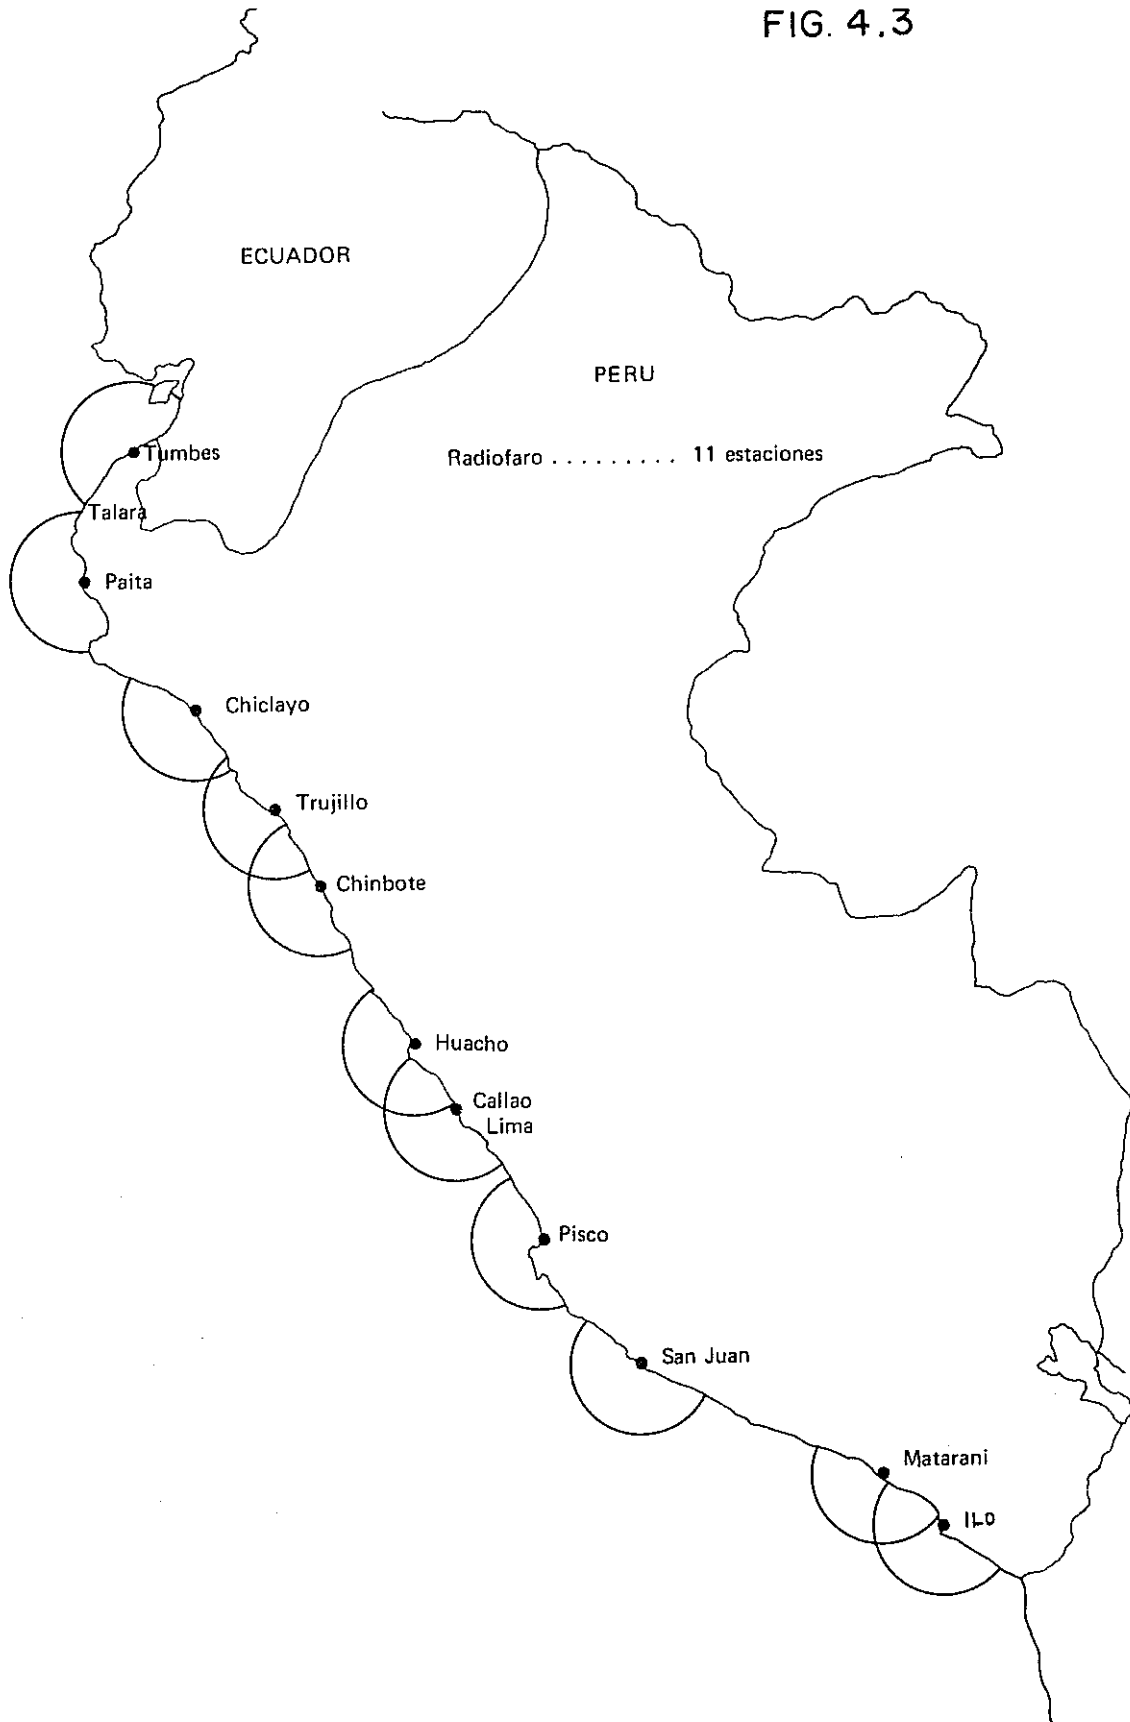 FIG. 4.3
ECUADOR
PERU
Radiofaro ......... 11 estaciones
Tumbes
Talara
Paita
Chiclayo
Trujillo
Chinbote
Huacho
Callao
Lima
Pisco
San Juan
Matarani
ILO